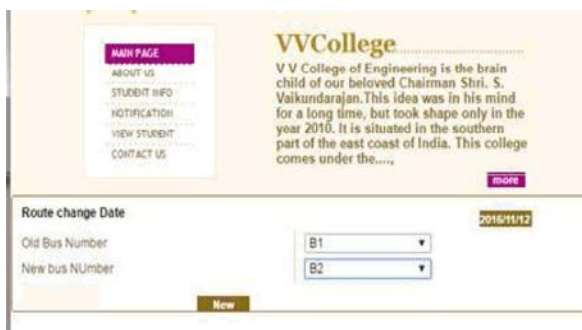 MAIN PAGE
ABOUT US
STUDENT INFO
NOTIFICATION
VIEW STUDENT
CONTACT US
VVCollege
V V College of Engineering is the brain
child of our beloved Chairman Shri. S.
Vaikundarajan.This idea was in his mind
for a long time, but took shape only in the
year 2010. It is situated in the southern
part of the east coast of India. This college
comes under the....,
more
Route change Date
2016/11/12
Old Bus Number
B1
New bus NUmber
B2
New